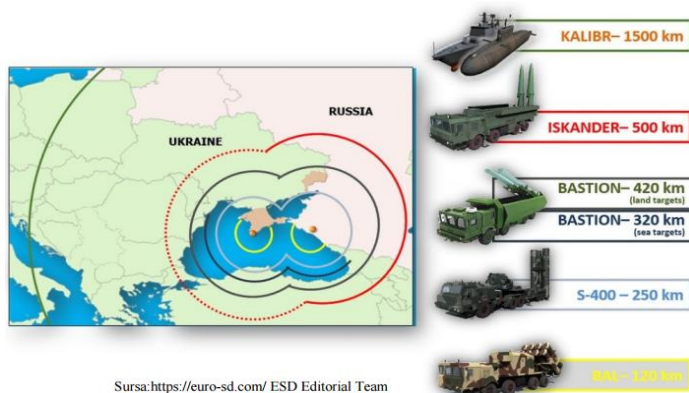 KALIBR– 1500 km
RUSSIA
UKRAINE
ISKANDER– 500 km
BASTION– 420 km
(land targets)
BASTION– 320 km
(sea targets)
S-400 – 250 km
BAL– 120 km
Sursa:https://euro-sd.com/ ESD Editorial Team